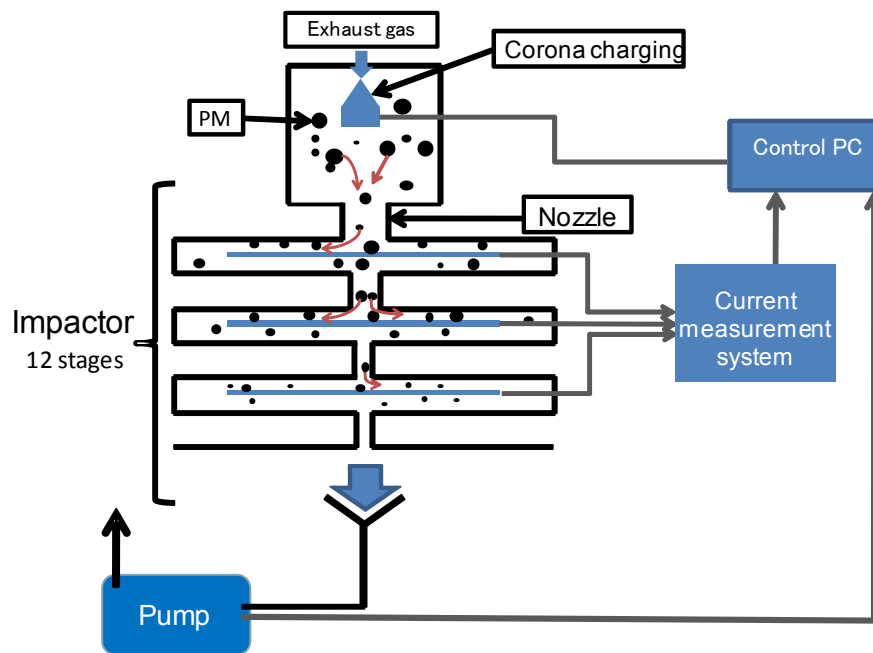 Exhaust gas
Corona charging
PM
Control PC
Nozzle
Impactor
12 stages
Current
measurement
system
Pump